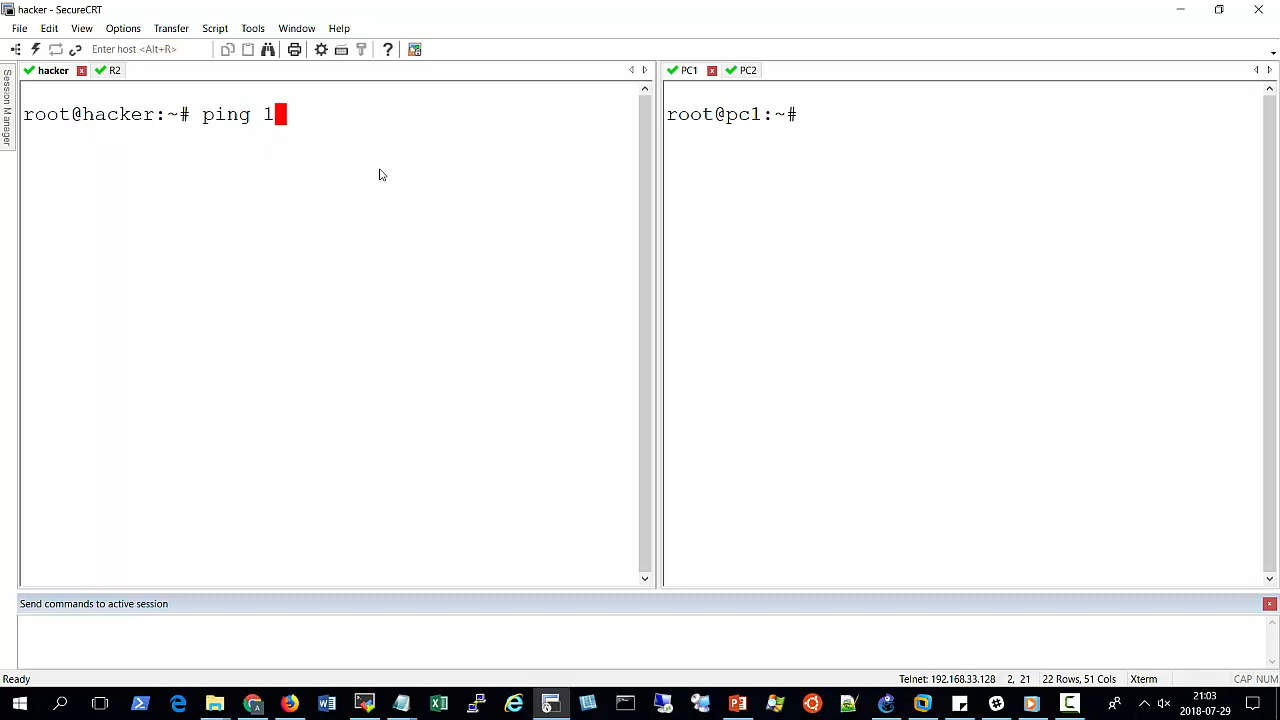 hacker - SecureCRT
File Edit View Options Transfer Script Tools Window Help
Enter host <Alt+R>
Session Manager
hacker R2
PC1 PC2
root@hacker:~# ping 1
root@pc1:~#
Send commands to active session
Ready Telnet: 192.168.33.128 2, 21 22 Rows, 51 Cols Xterm CAP NUM
21:03
2018-07-29